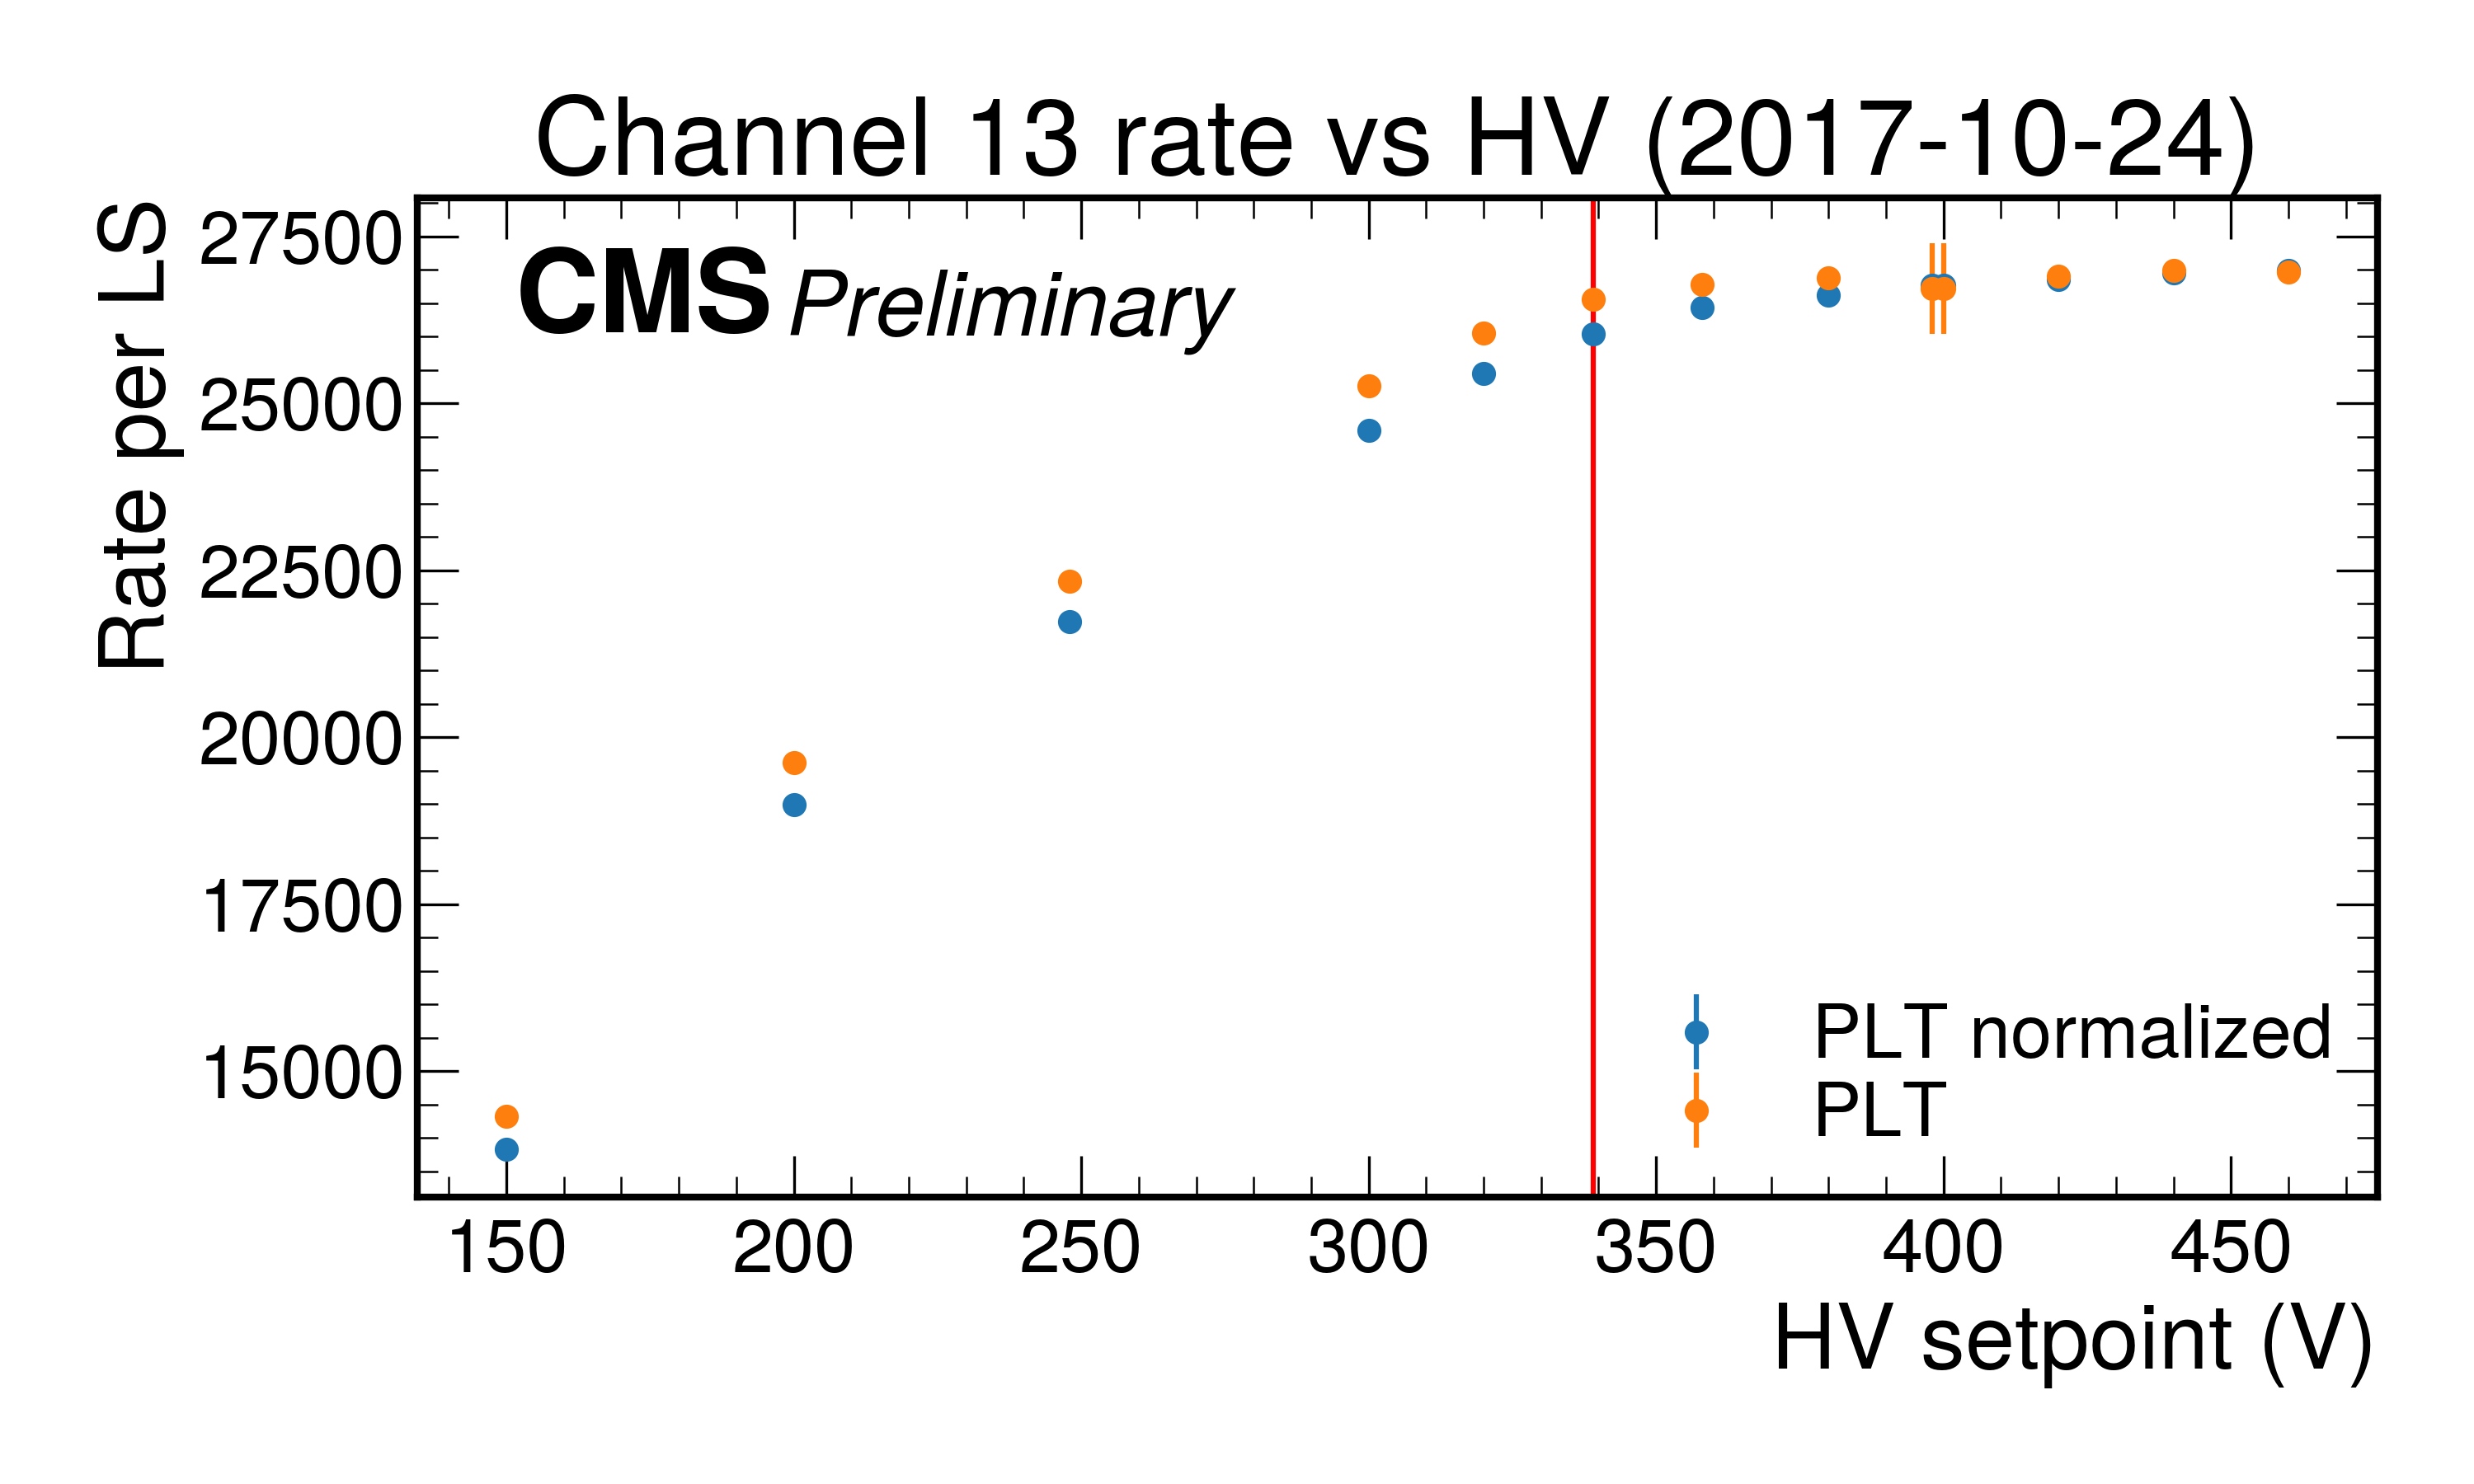 Channel 13 rate vs HV (2017-10-24)
CMS Preliminary
Rate per LS
27500
25000
22500
20000
17500
15000
PLT normalized
PLT
150 200 250 300 350 400 450
HV setpoint (V)